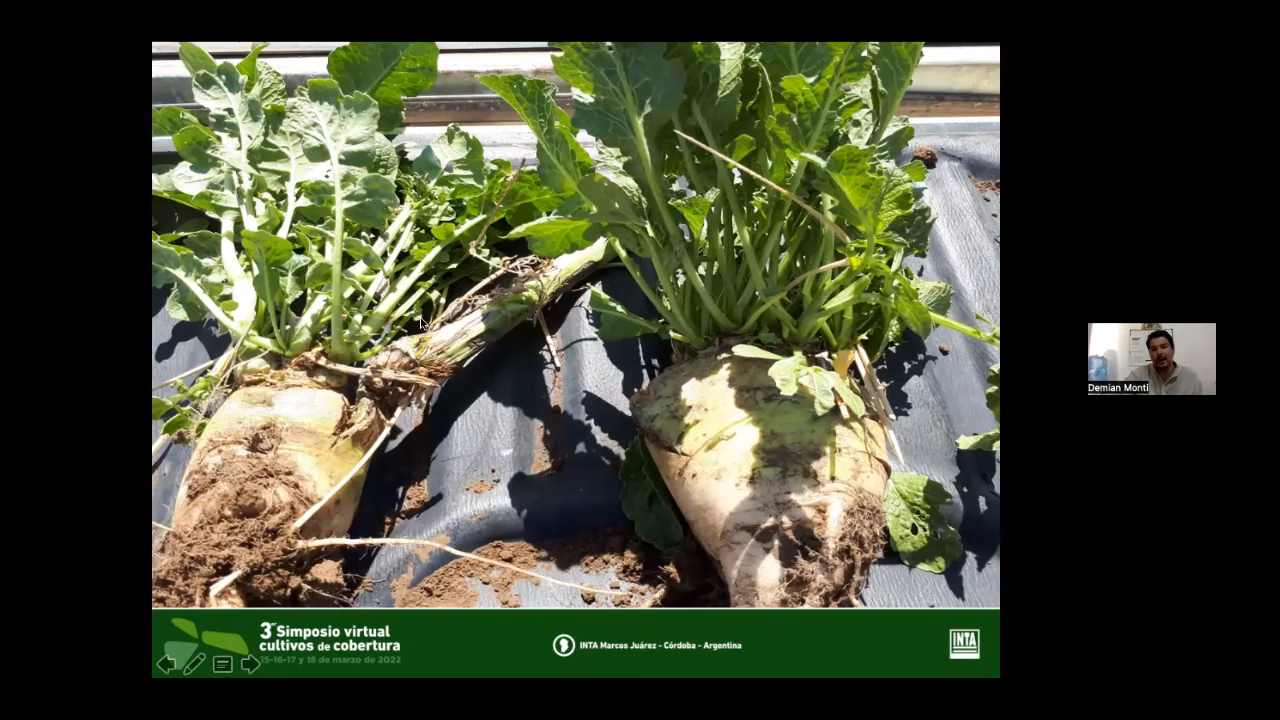 3er Simposio virtual
cultivos de cobertura
15-16-17 y 18 de marzo de 2022
INTA Marcos Juárez - Córdoba - Argentina
INTA
Demian Monti